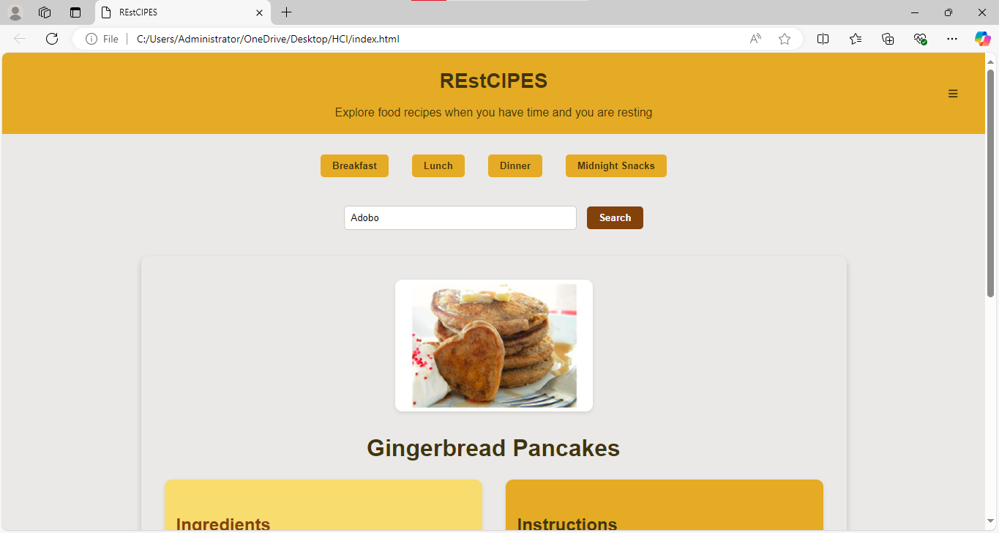 REstCIPES
File
C:/Users/Administrator/OneDrive/Desktop/HCI/index.html
REstCIPES
Explore food recipes when you have time and you are resting
Breakfast Lunch Dinner Midnight Snacks
Adobo Search
Gingerbread Pancakes
Ingredients Instructions